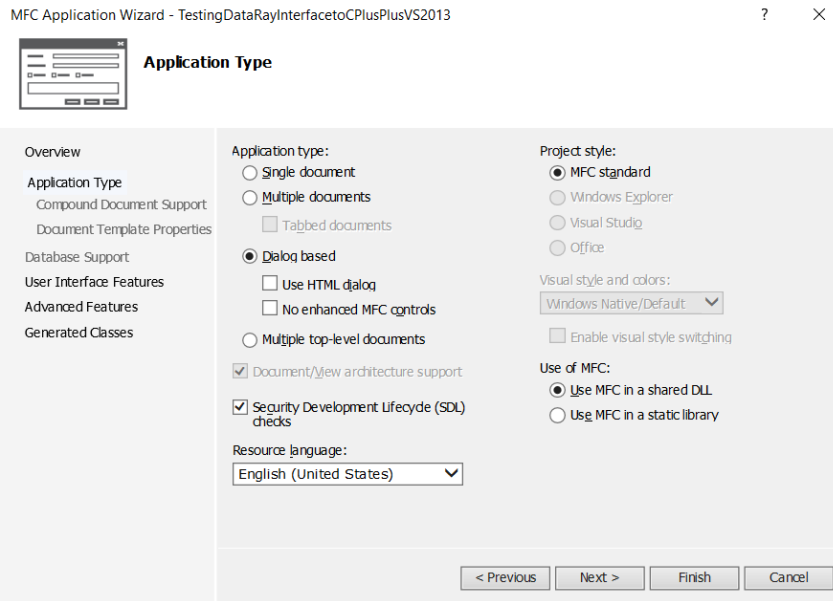 MFC Application Wizard - TestingDataRayInterfacetoCPlusPlusVS2013
?
Application Type
Overview
Application Type
Compound Document Support
Document Template Properties
Database Support
User Interface Features
Advanced Features
Generated Classes
Application type:
Single document
Multiple documents
Tabbed documents
Dialog based
Use HTML dialog
No enhanced MFC controls
Multiple top-level documents
Document/View architecture support
Security Development Lifecycle (SDL)
checks
Resource language:
English (United States)
Project style:
MFC standard
Windows Explorer
Visual Studio
Office
Visual style and colors:
Windows Native/Default
Enable visual style switching
Use of MFC:
Use MFC in a shared DLL
Use MFC in a static library
< Previous
Next >
Finish
Cancel